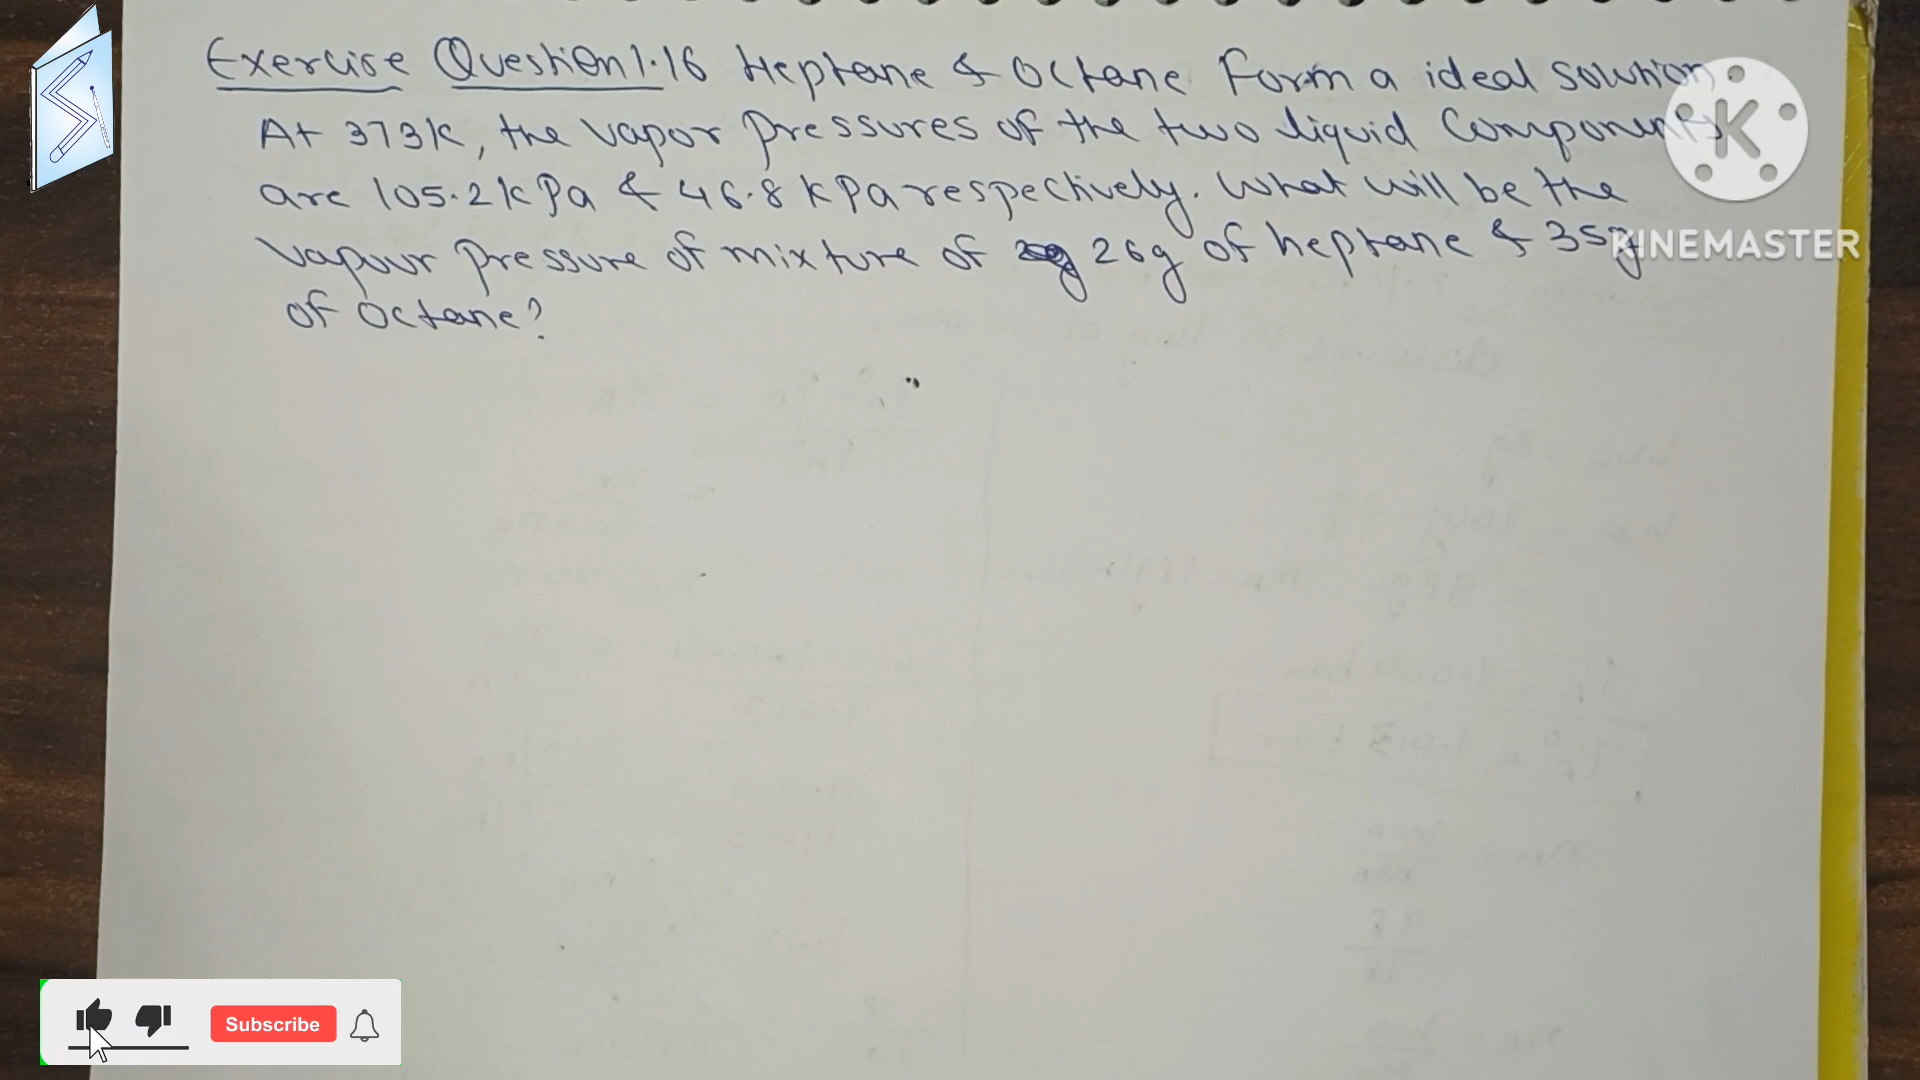 Exercise Question 1.16 Heptane & Octane Form a ideal solution.
At 373K, the vapor pressures of the two liquid Components
are 105.2 kPa & 46.8 kPa respectively. What will be the
Vapour pressure of mixture of 26g of heptane & 35g
of Octane?
K
KINEMASTER
Subscribe